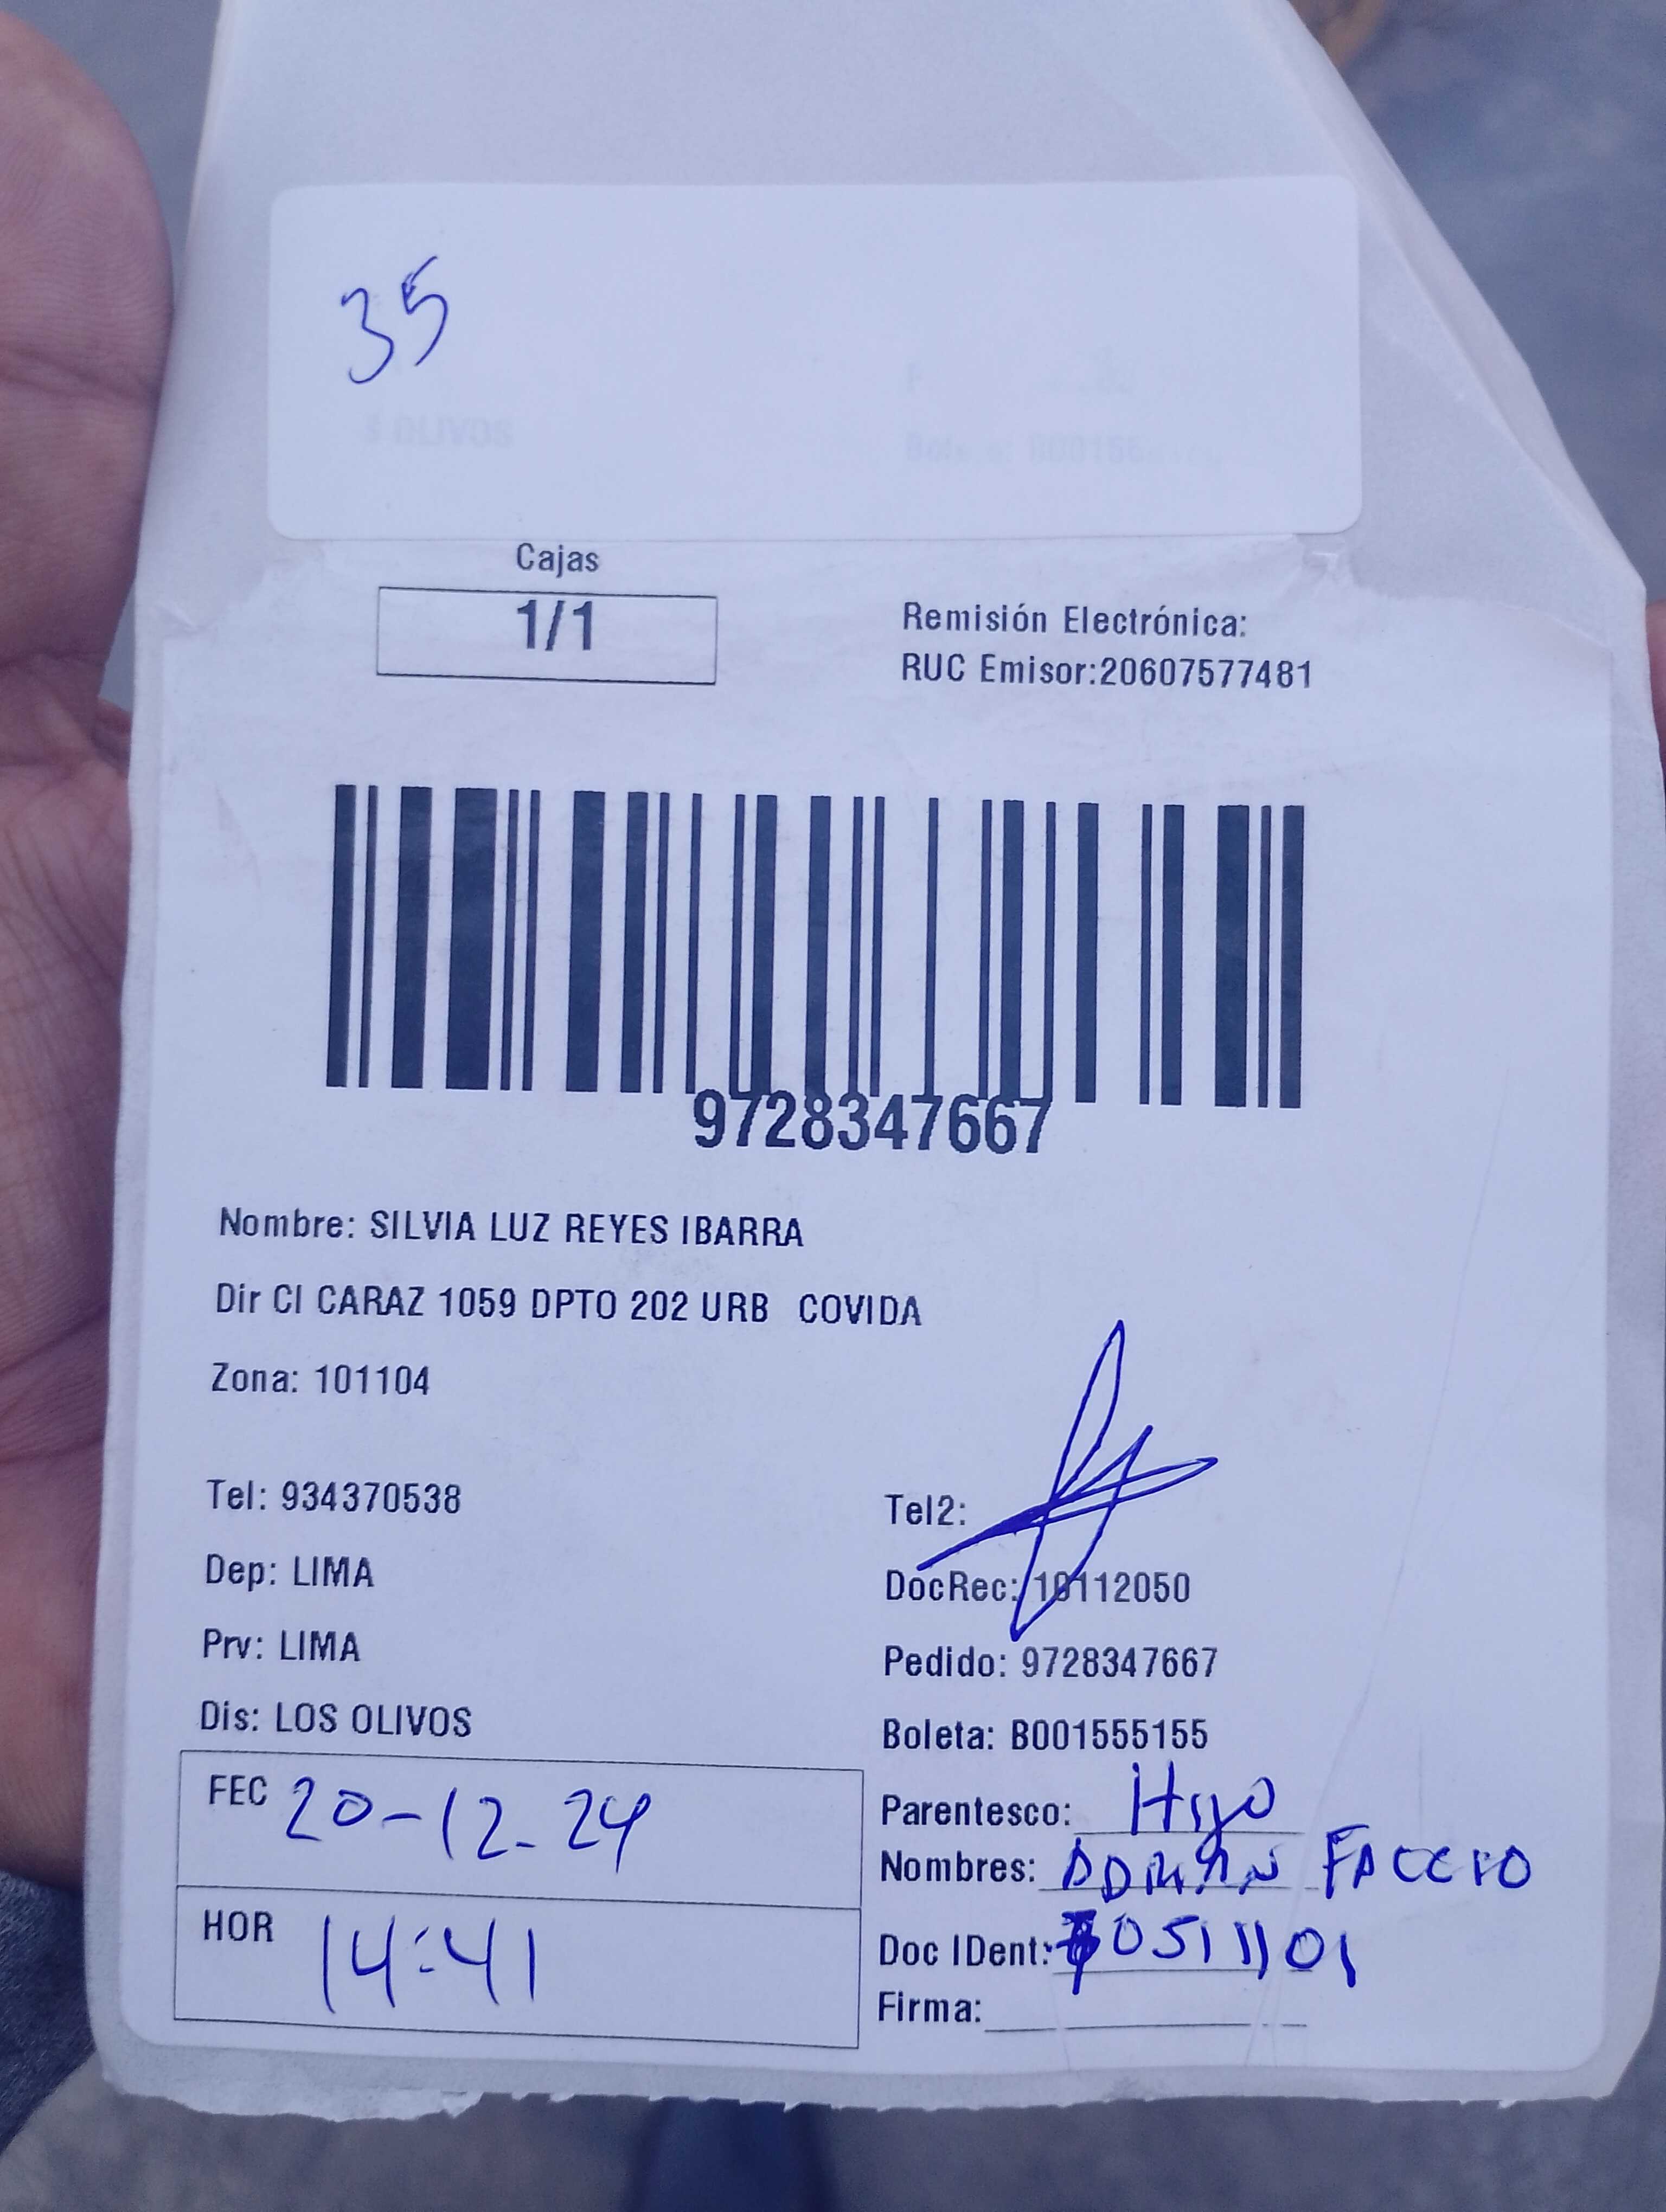 35
Cajas
1/1
Remisión Electrónica:
RUC Emisor:20607577481
9728347667
Nombre: SILVIA LUZ REYES IBARRA
Dir Cl CARAZ 1059 DPTO 202 URB COVIDA
Zona: 101104
Tel: 934370538
Tel2:
Dep: LIMA
DocRec: 10112050
Prv: LIMA
Pedido: 9728347667
Dis: LOS OLIVOS
Boleta: B001555155
FEC 20-12-24
Parentesco: Hijo
Nombres: FACCIO
HOR 14:41
Doc IDent:
Firma: